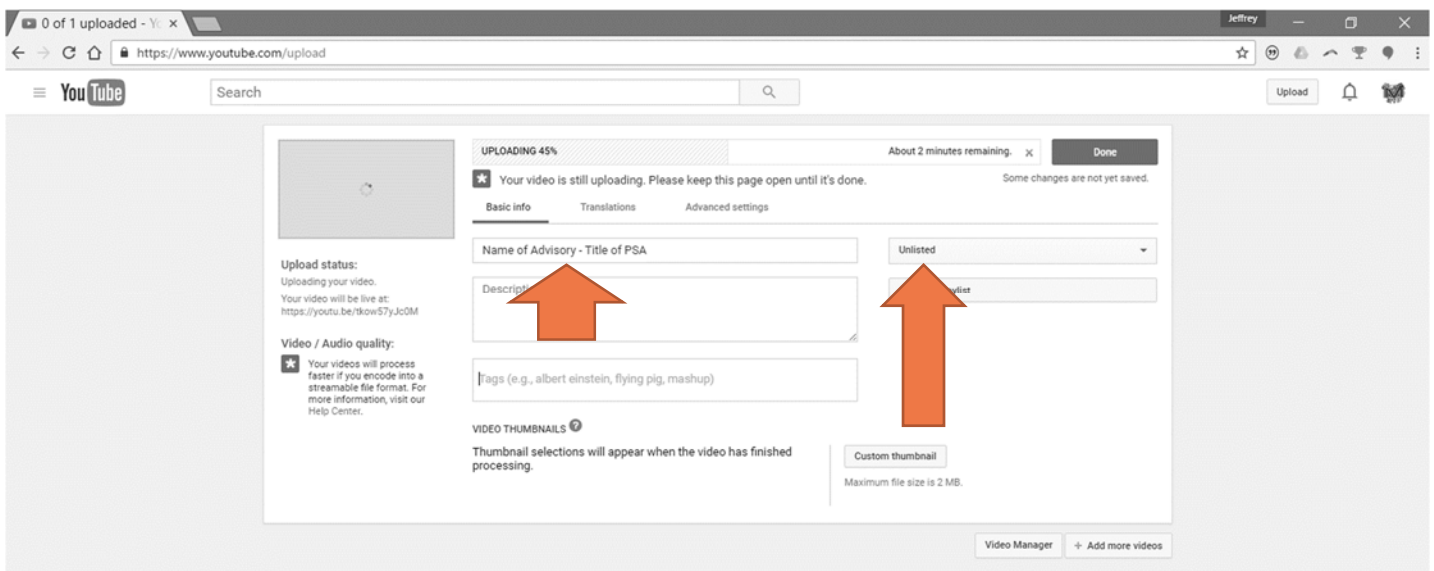 0 of 1 uploaded - Yo
Jeffrey
https://www.youtube.com/upload
YouTube
Search
Upload
UPLOADING 45%
About 2 minutes remaining.
Done
Your video is still uploading. Please keep this page open until it's done.
Some changes are not yet saved.
Basic info
Translations
Advanced settings
Name of Advisory - Title of PSA
Unlisted
Upload status:
Uploading your video.
Your video will be live at:
https://youtu.be/tkow57yJc0M
Video / Audio quality:
Your videos will process
faster if you encode into a
streamable file format. For
more information, visit our
Help Center.
Tags (e.g., albert einstein, flying pig, mashup)
VIDEO THUMBNAILS ?
Thumbnail selections will appear when the video has finished
processing.
Custom thumbnail
Maximum file size is 2 MB.
Video Manager
+ Add more videos